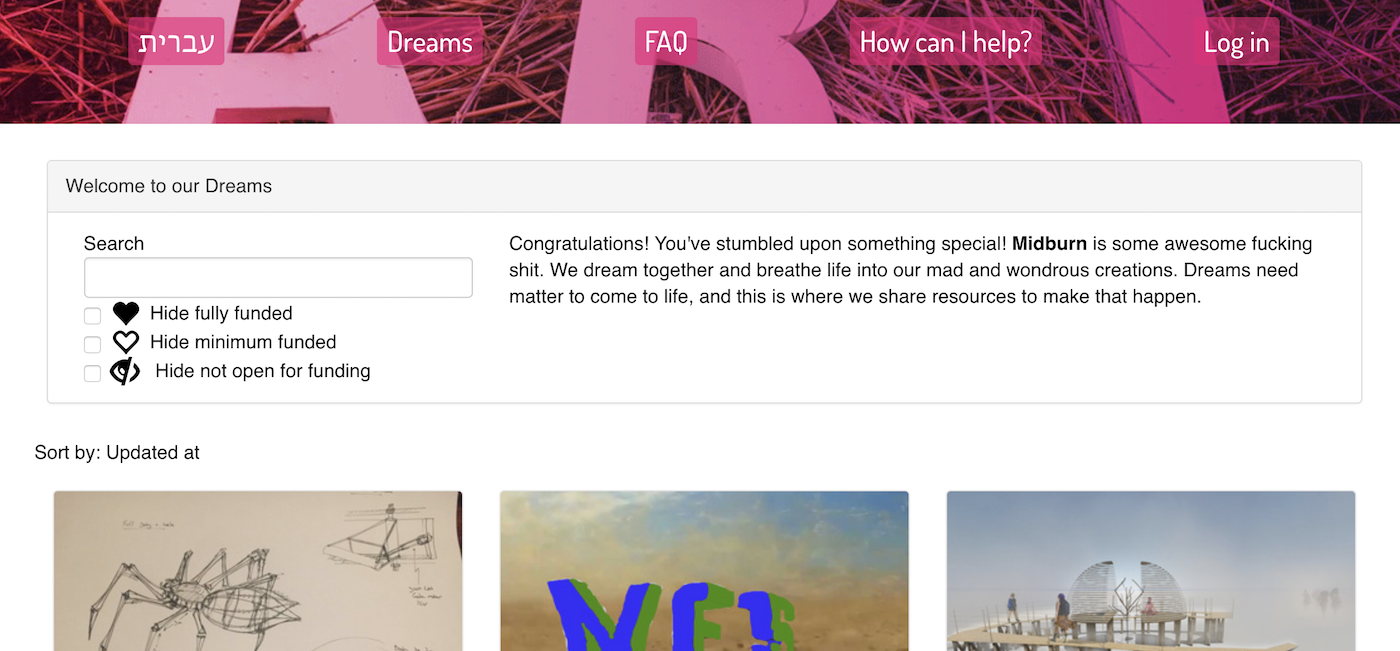 עברית
Dreams
FAQ
How can I help?
Log in
Welcome to our Dreams
Search
Congratulations! You've stumbled upon something special! Midburn is some awesome fucking
shit. We dream together and breathe life into our mad and wondrous creations. Dreams need
matter to come to life, and this is where we share resources to make that happen.
Hide fully funded
Hide minimum funded
Hide not open for funding
Sort by: Updated at